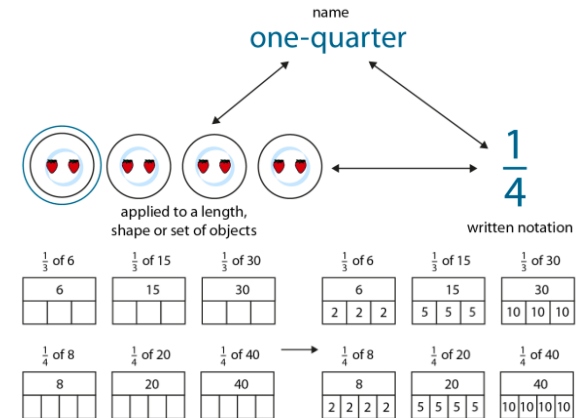 name
one-quarter
1/4
applied to a length,
shape or set of objects
written notation
1/3 of 6
1/3 of 15
1/3 of 30
1/3 of 6
1/3 of 15
1/3 of 30
6
15
30
6
15
30
2 2 2
5 5 5
10 10 10
1/4 of 8
1/4 of 20
1/4 of 40
1/4 of 8
1/4 of 20
1/4 of 40
8
20
40
8
20
40
2 2 2 2
5 5 5 5
10 10 10 10